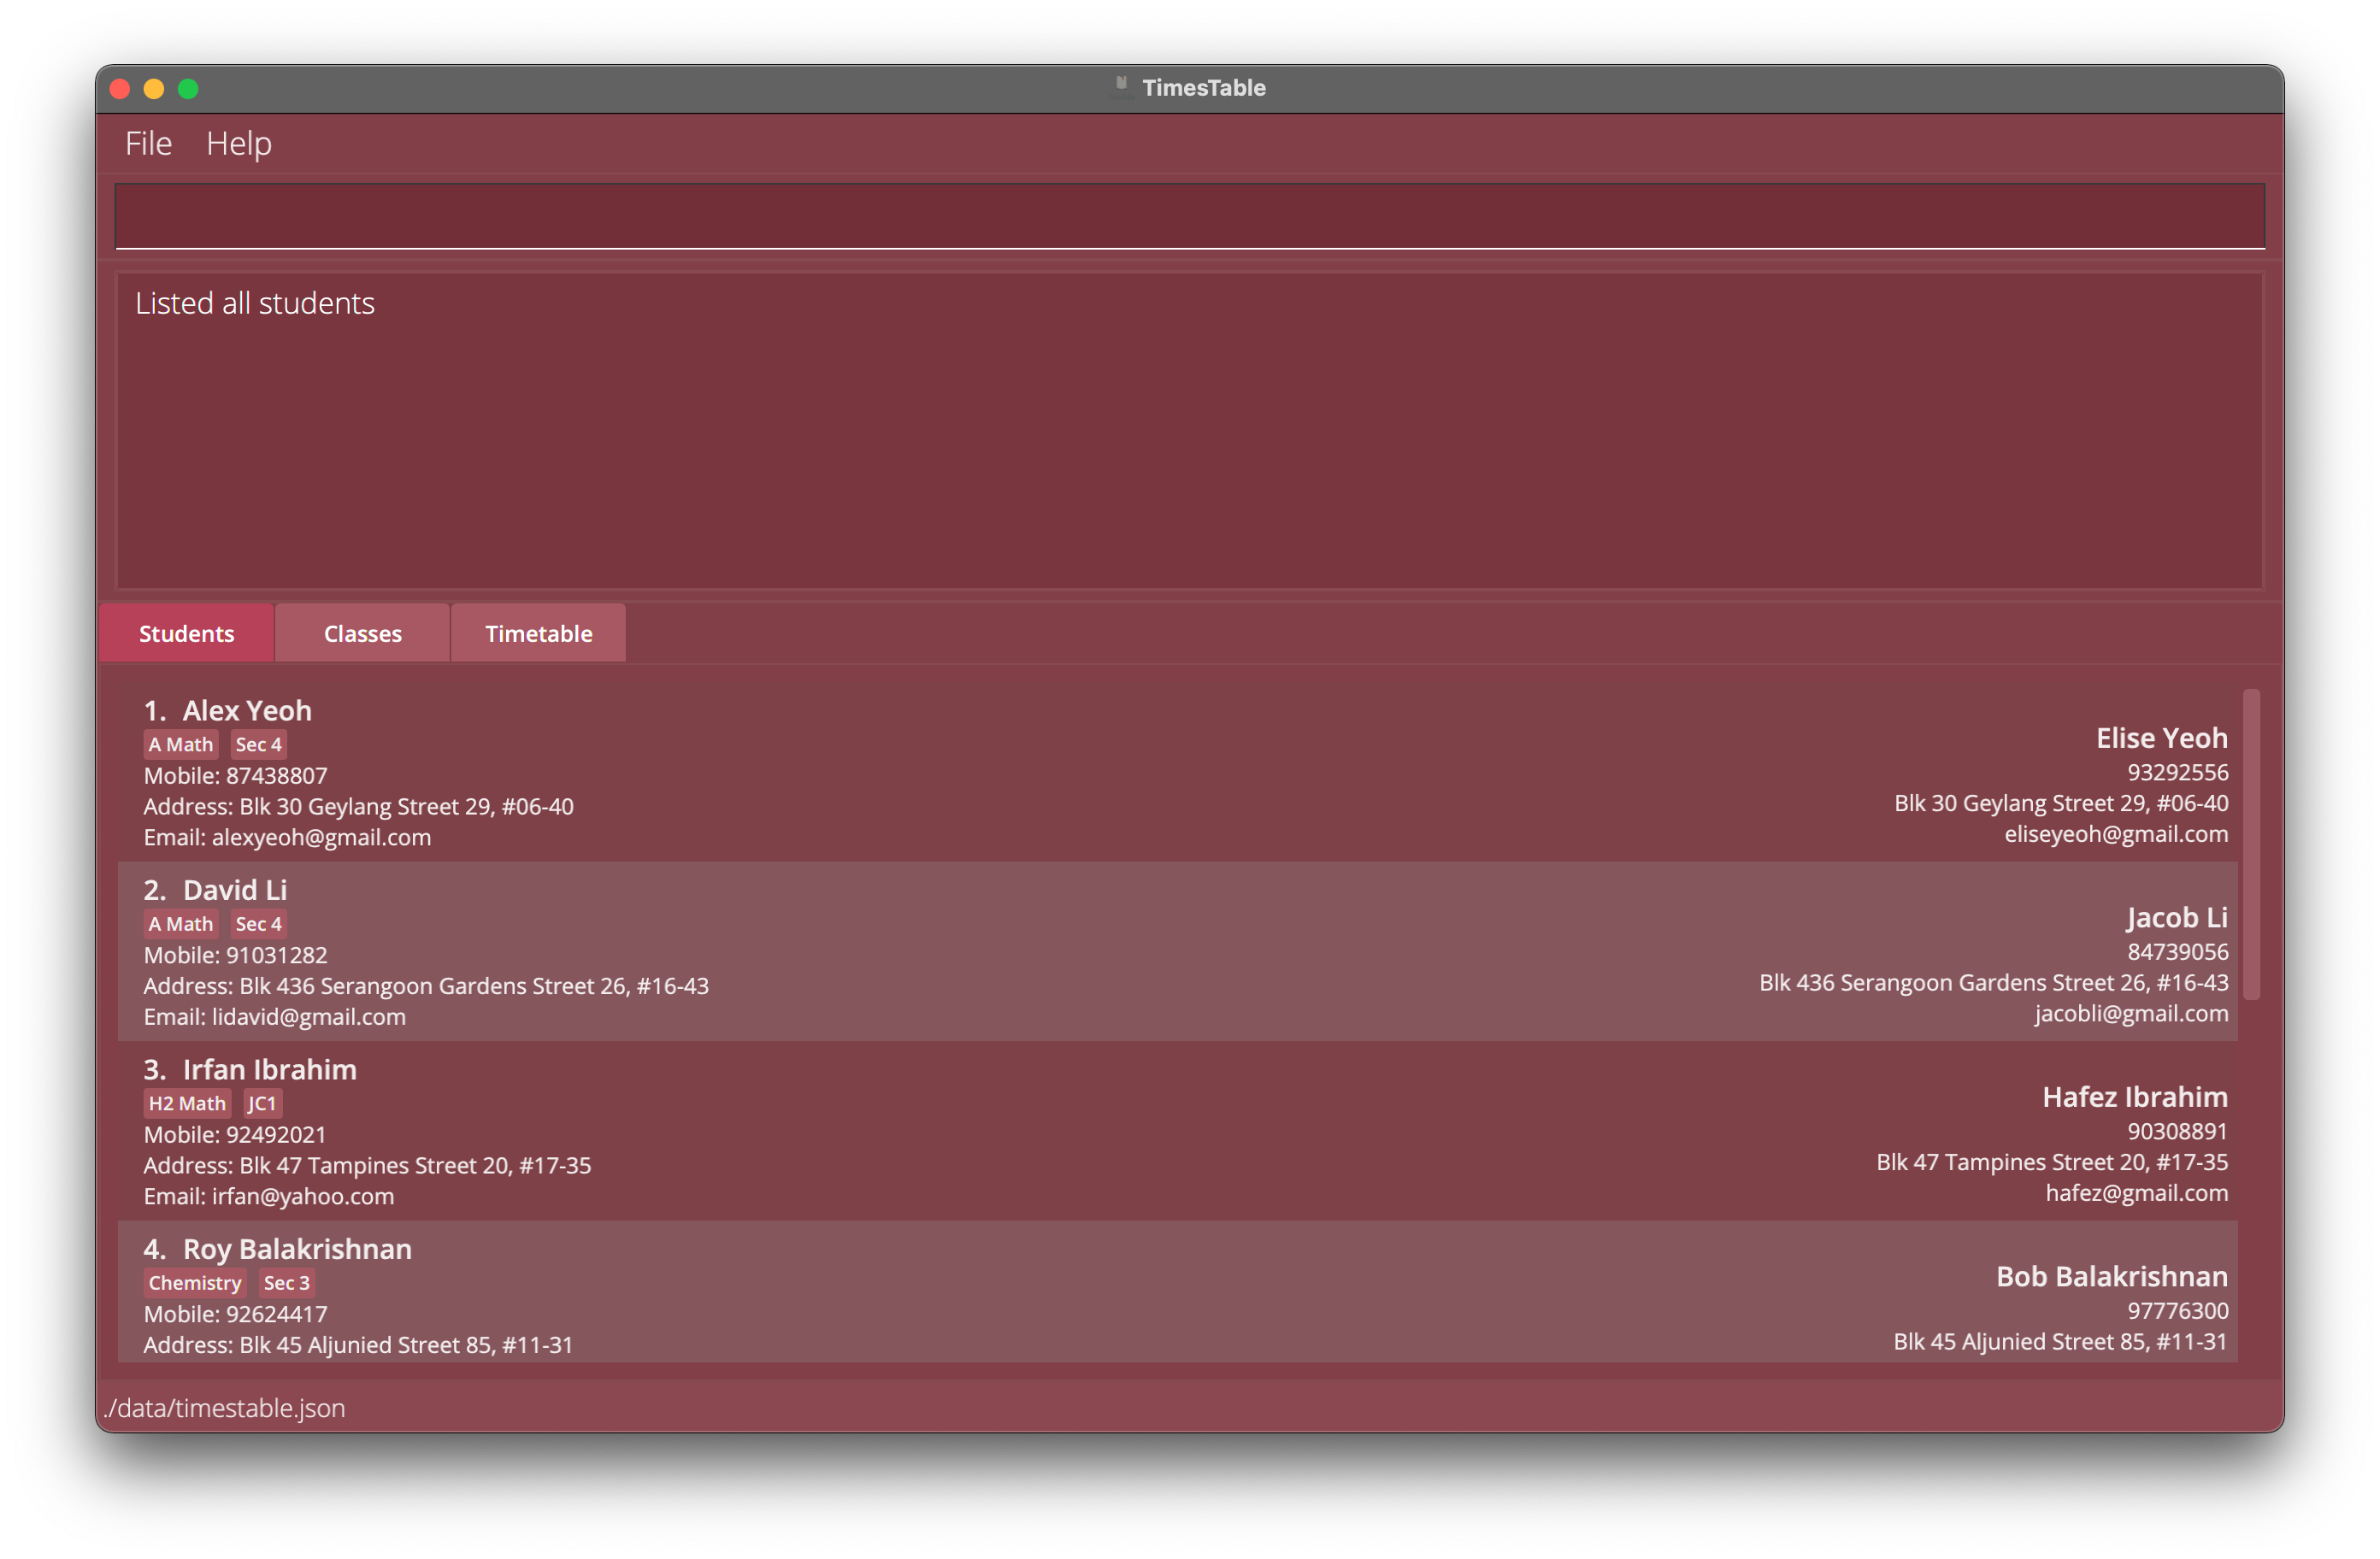 TimesTable
File Help
Listed all students
Students Classes Timetable
1. Alex Yeoh
A Math Sec 4
Mobile: 87438807
Address: Blk 30 Geylang Street 29, #06-40
Email: alexyeoh@gmail.com
Elise Yeoh
93292556
Blk 30 Geylang Street 29, #06-40
eliseyeoh@gmail.com
2. David Li
A Math Sec 4
Mobile: 91031282
Address: Blk 436 Serangoon Gardens Street 26, #16-43
Email: lidavid@gmail.com
Jacob Li
84739056
Blk 436 Serangoon Gardens Street 26, #16-43
jacobli@gmail.com
3. Irfan Ibrahim
H2 Math JC1
Mobile: 92492021
Address: Blk 47 Tampines Street 20, #17-35
Email: irfan@yahoo.com
Hafez Ibrahim
90308891
Blk 47 Tampines Street 20, #17-35
hafez@gmail.com
4. Roy Balakrishnan
Chemistry Sec 3
Mobile: 92624417
Address: Blk 45 Aljunied Street 85, #11-31
Bob Balakrishnan
97776300
Blk 45 Aljunied Street 85, #11-31
./data/timestable.json